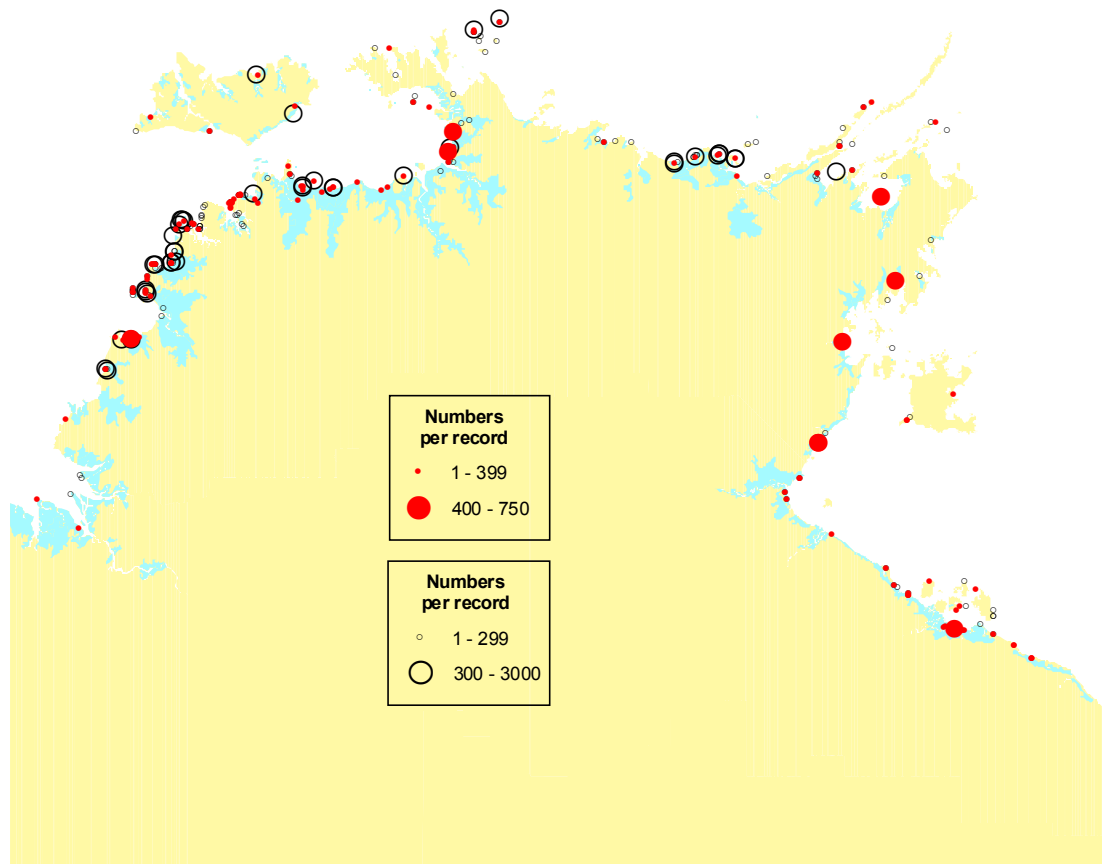 Numbers
per record
1 - 399
400 - 750
Numbers
per record
1 - 299
300 - 3000